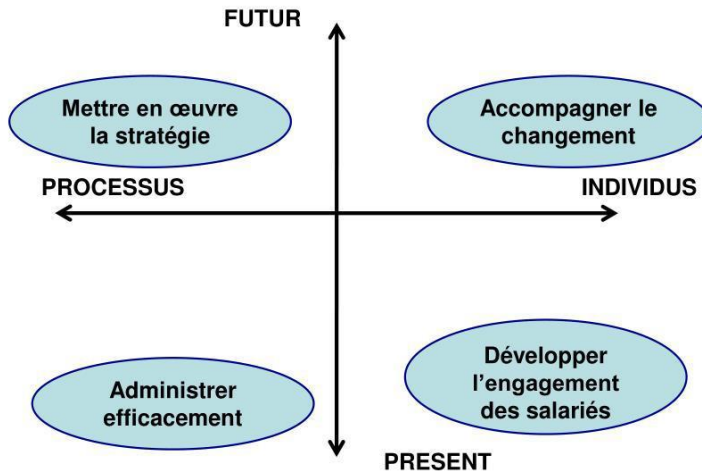 FUTUR
Mettre en œuvre
la stratégie
Accompagner le
changement
PROCESSUS
INDIVIDUS
Administrer
efficacement
Développer
l’engagement
des salariés
PRESENT